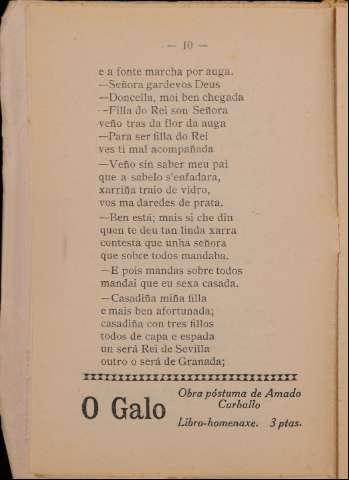 — 10 —
e a fonte marcha por auga.
—Señora gardevos Deus
—Doncella, moi ben chegada
—Filla do Rei son Señora
veño tras da flor da auga
—Para ser filla do Rei
ves ti mal acompañada
—Veño sin saber meu pai
que a sabelo s'enfadara,
xarriña traio de vidro,
vos ma daredes de prata.
—Ben está; mais si che din
quen te deu tan linda xarra
contesta que unha señora
que sobre todos mandaba.
—E pois mandas sobre todos
mandai que eu sexa casada.
—Casadiña miña filla
e mais ben afortunada;
casadiña con tres fillos
todos de capa e espada
un será Rei de Sevilla
outro o será de Granada;
O Galo
Obra póstuma de Amado
Carballo
Libro-homenaxe. 3 ptas.